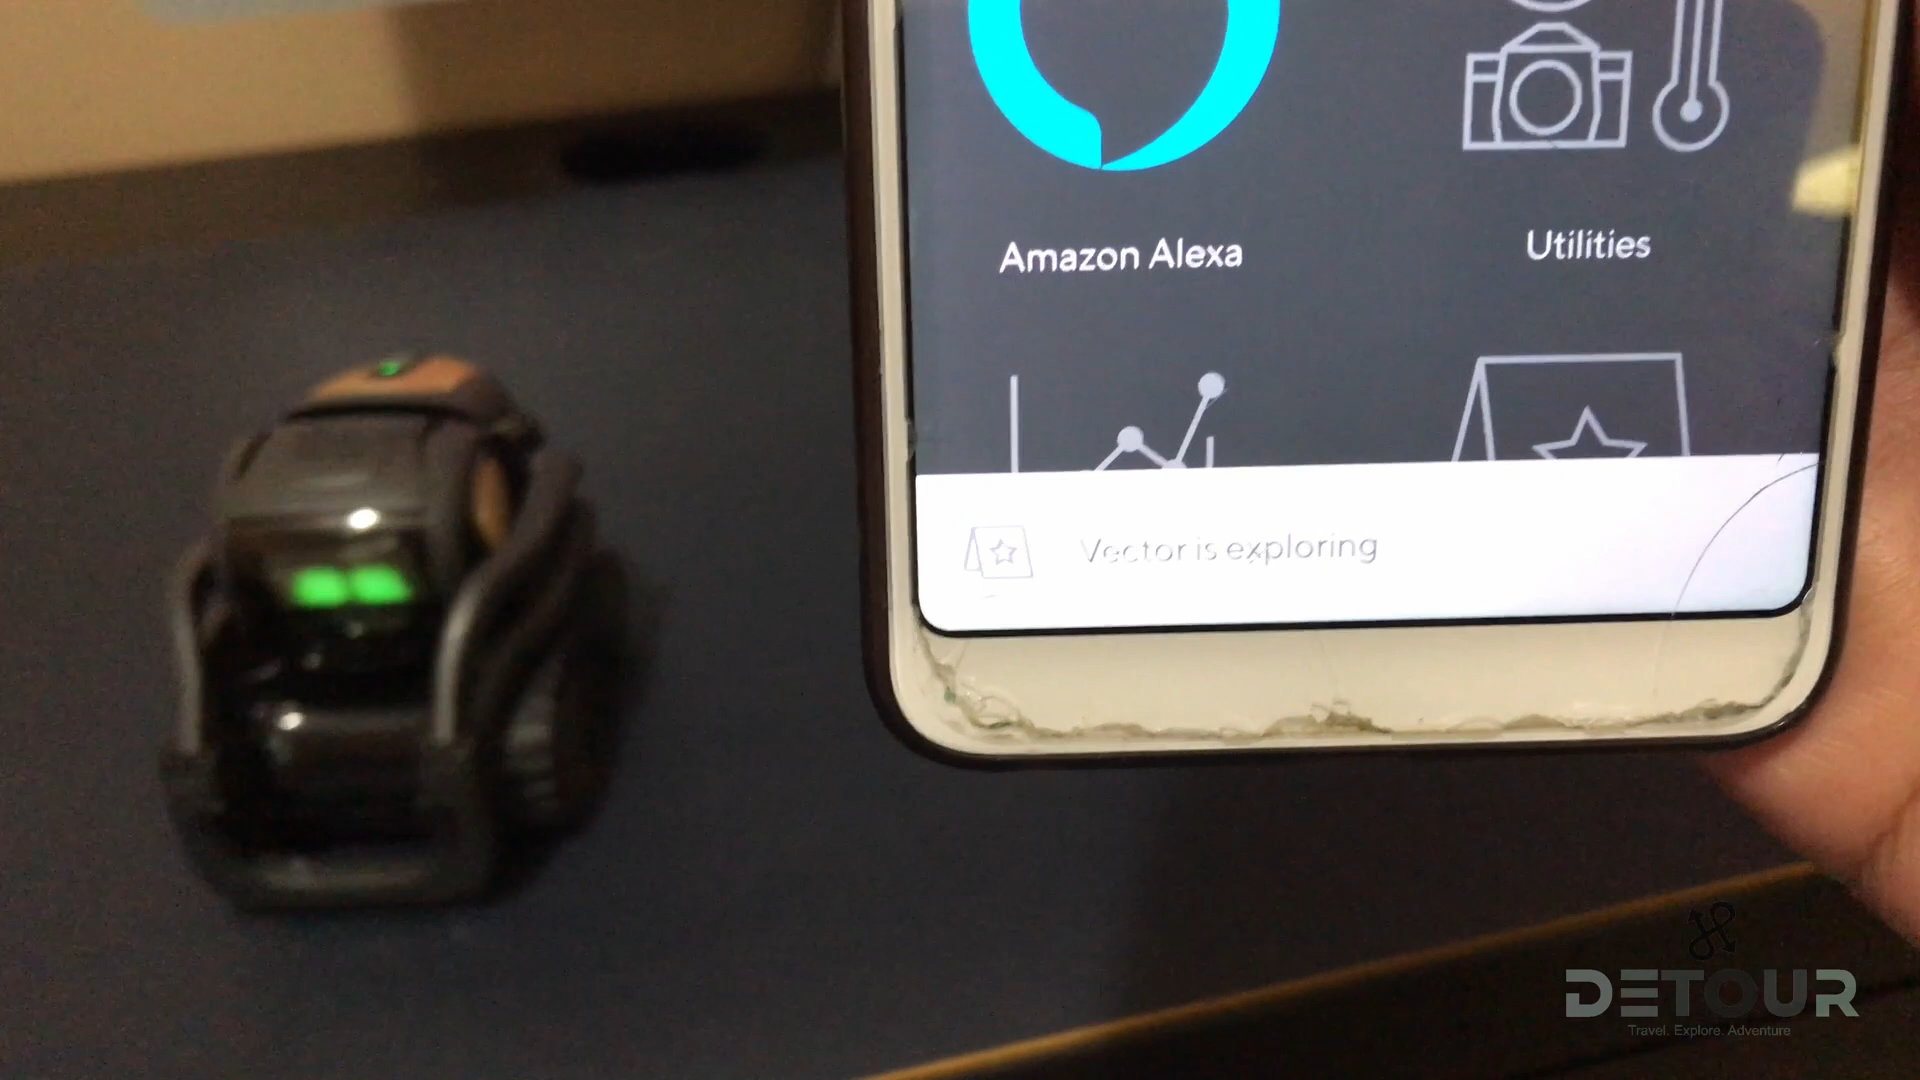 Amazon Alexa
Utilities
Vector is exploring
DETOUR
Travel. Explore. Adventure